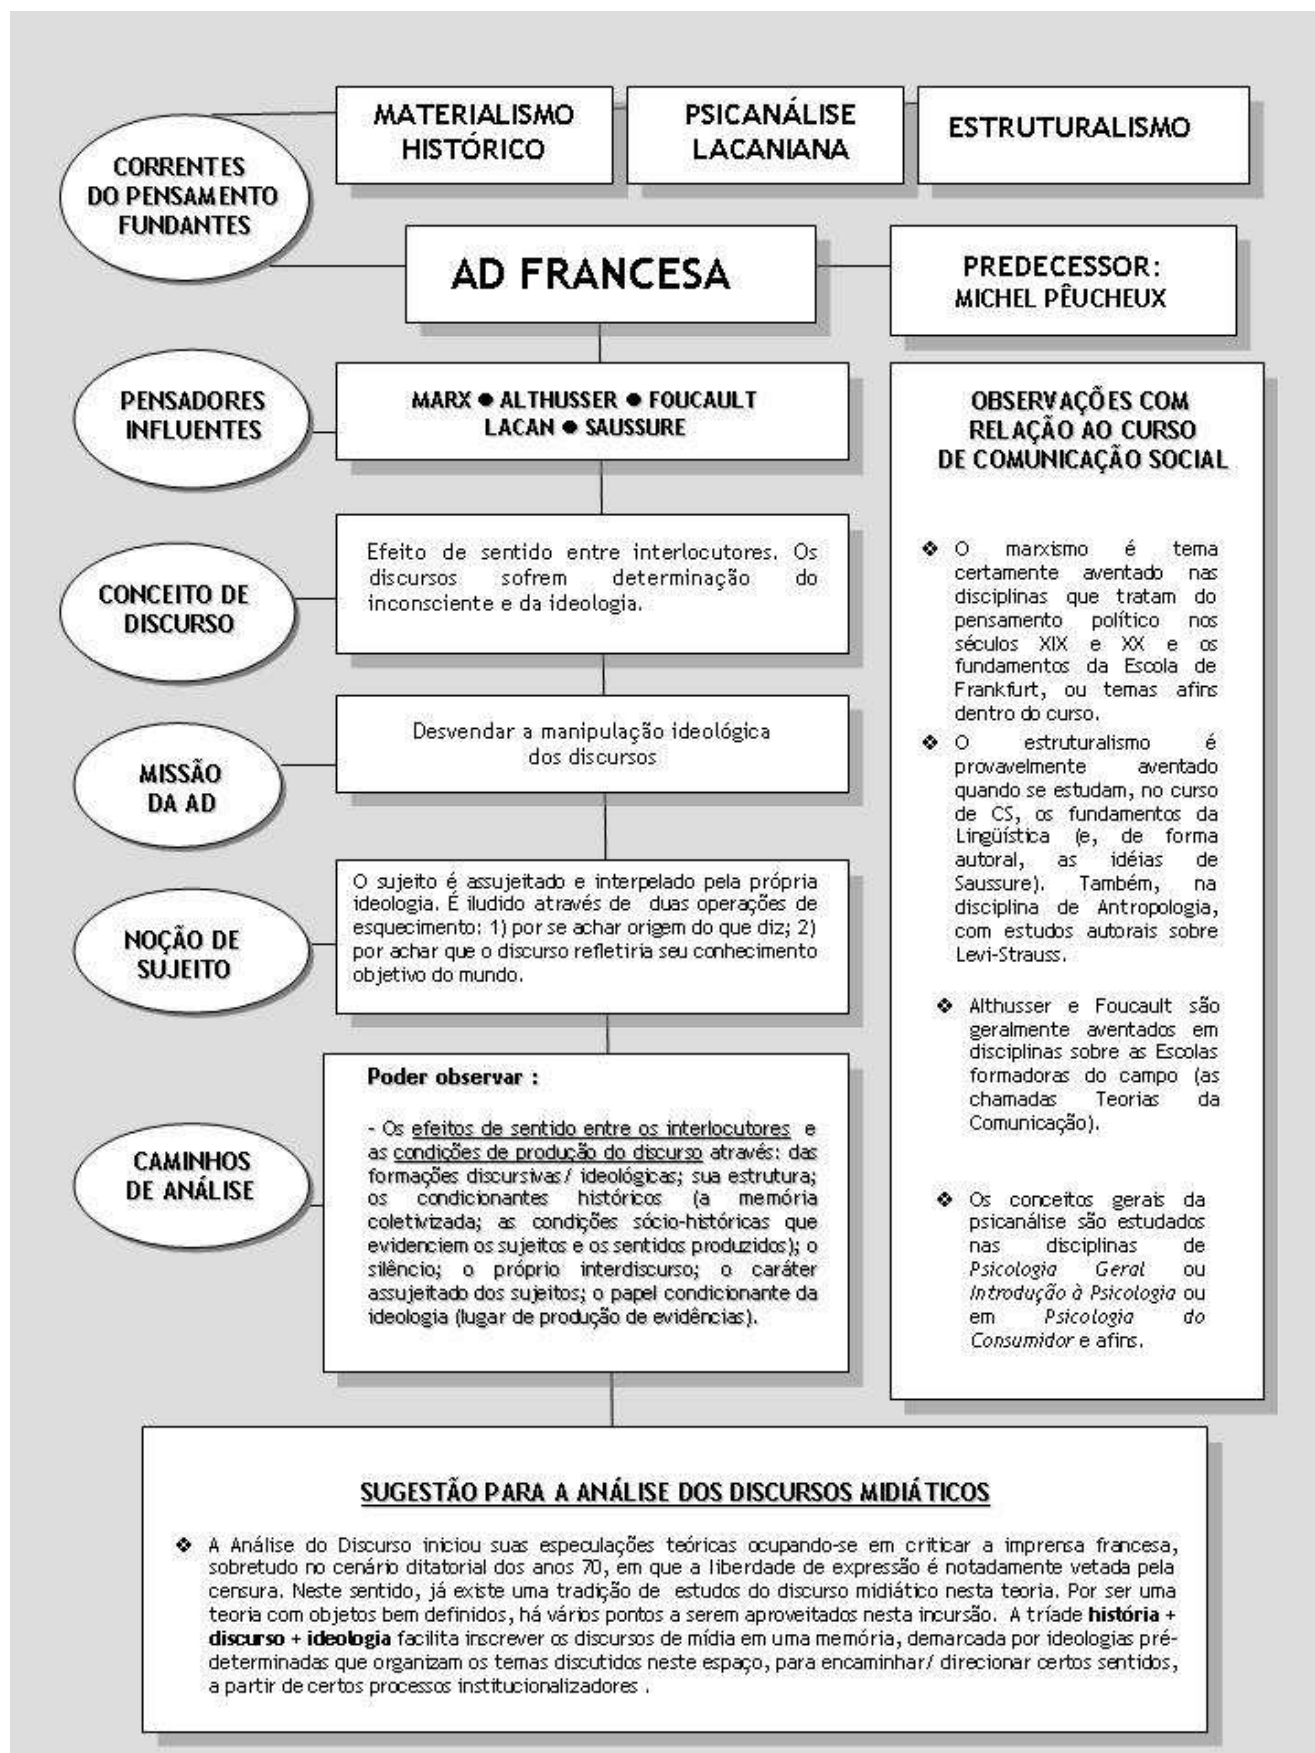 CORRENTES
DO PENSAMENTO
FUNDANTES
MATERIALISMO
HISTÓRICO
PSICANÁLISE
LACANIANA
ESTRUTURALISMO
AD FRANCESA
PREDECESSOR:
MICHEL PÊUCHEUX
PENSADORES
INFLUENTES
MARX ● ALTHUSSER ● FOUCAULT
LACAN ● SAUSSURE
CONCEITO DE
DISCURSO
Efeito de sentido entre interlocutores. Os
discursos sofrem determinação do
inconsciente e da ideologia.
MISSÃO
DA AD
Desvendar a manipulação ideológica
dos discursos
NOÇÃO DE
SUJEITO
O sujeito é assujeitado e interpelado pela própria
ideologia. É iludido através de duas operações de
esquecimento: 1) por se achar origem do que diz; 2)
por achar que o discurso refletiria seu conhecimento
objetivo do mundo.
CAMINHOS
DE ANÁLISE
Poder observar :
- Os efeitos de sentido entre os interlocutores e
as condições de produção do discurso através: das
formações discursivas/ ideológicas; sua estrutura;
os condicionantes históricos (a memória
coletivizada; as condições sócio-históricas que
evidenciem os sujeitos e os sentidos produzidos); o
silêncio; o próprio interdiscurso; o caráter
assujeitado dos sujeitos; o papel condicionante da
ideologia (lugar de produção de evidências).
OBSERVAÇÕES COM
RELAÇÃO AO CURSO
DE COMUNICAÇÃO SOCIAL
❖ O marxismo é tema
certamente aventado nas
disciplinas que tratam do
pensamento político nos
séculos XIX e XX e os
fundamentos da Escola de
Frankfurt, ou temas afins
dentro do curso.
❖ O estruturalismo é
provavelmente aventado
quando se estudam, no curso
de CS, os fundamentos da
Lingüística (e, de forma
autoral, as idéias de
Saussure). Também, na
disciplina de Antropologia,
com estudos autorais sobre
Levi-Strauss.
❖ Althusser e Foucault são
geralmente aventados em
disciplinas sobre as Escolas
formadoras do campo (as
chamadas Teorias da
Comunicação).
❖ Os conceitos gerais da
psicanálise são estudados
nas disciplinas de
Psicologia Geral ou
Introdução à Psicologia ou
em Psicologia do
Consumidor e afins.
SUGESTÃO PARA A ANÁLISE DOS DISCURSOS MIDIÁTICOS
❖ A Análise do Discurso iniciou suas especulações teóricas ocupando-se em criticar a imprensa francesa,
sobretudo no cenário ditatorial dos anos 70, em que a liberdade de expressão é notadamente vetada pela
censura. Neste sentido, já existe uma tradição de estudos do discurso midiático nesta teoria. Por ser uma
teoria com objetos bem definidos, há vários pontos a serem aproveitados nesta incursão. A tríade história +
discurso + ideologia facilita inscrever os discursos de mídia em uma memória, demarcada por ideologias pré-
determinadas que organizam os temas discutidos neste espaço, para encaminhar/ direcionar certos sentidos,
a partir de certos processos institucionalizadores .